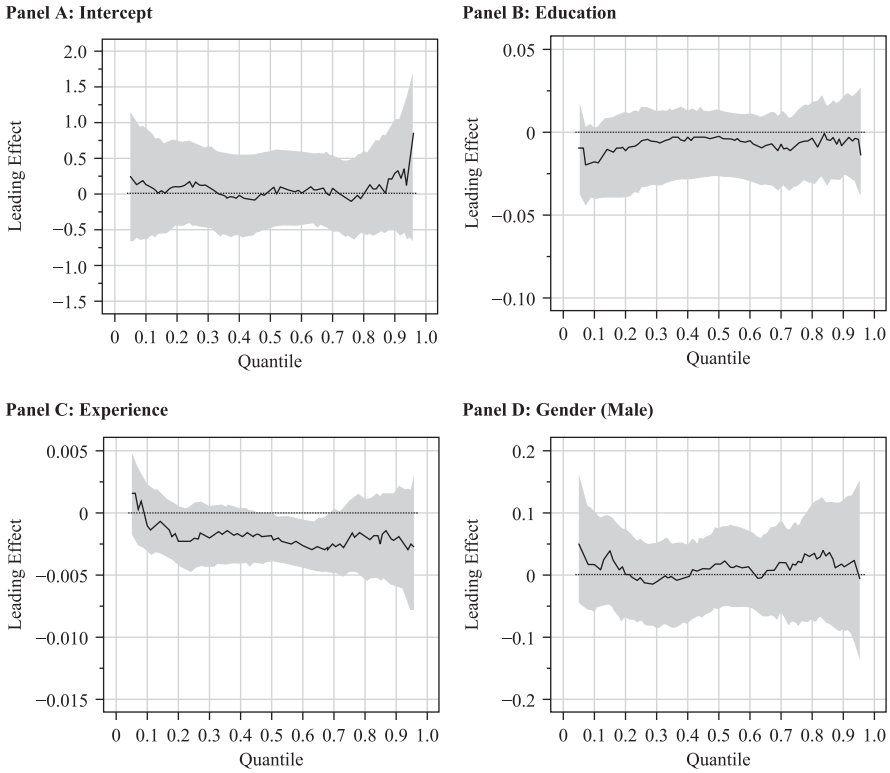 Panel A: Intercept
2.0
1.5
1.0
0.5
0
−0.5
−1.0
−1.5
Leading Effect
0 0.1 0.2 0.3 0.4 0.5 0.6 0.7 0.8 0.9 1.0
Quantile
Panel B: Education
0.05
0
−0.05
−0.10
Leading Effect
0 0.1 0.2 0.3 0.4 0.5 0.6 0.7 0.8 0.9 1.0
Quantile
Panel C: Experience
0.005
0
−0.005
−0.010
−0.015
Leading Effect
0 0.1 0.2 0.3 0.4 0.5 0.6 0.7 0.8 0.9 1.0
Quantile
Panel D: Gender (Male)
0.2
0.1
0
−0.1
−0.2
Leading Effect
0 0.1 0.2 0.3 0.4 0.5 0.6 0.7 0.8 0.9 1.0
Quantile